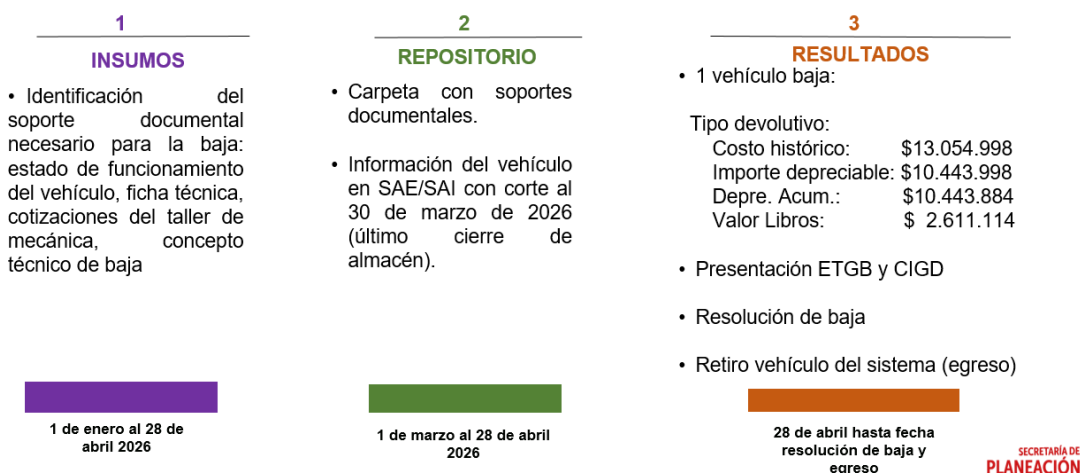 1
INSUMOS
• Identificación del
soporte documental
necesario para la baja:
estado de funcionamiento
del vehículo, ficha técnica,
cotizaciones del taller de
mecánica, concepto
técnico de baja
1 de enero al 28 de
abril 2026
2
REPOSITORIO
• Carpeta con soportes
documentales.
• Información del vehículo
en SAE/SAI con corte al
30 de marzo de 2026
(último cierre de
almacén).
1 de marzo al 28 de abril
2026
3
RESULTADOS
• 1 vehículo baja:
Tipo devolutivo:
Costo histórico: $13.054.998
Importe depreciable: $10.443.998
Depre. Acum.: $10.443.884
Valor Libros: $ 2.611.114
• Presentación ETGB y CIGD
• Resolución de baja
• Retiro vehículo del sistema (egreso)
28 de abril hasta fecha
resolución de baja y
egreso
SECRETARÍA DE
PLANEACIÓN